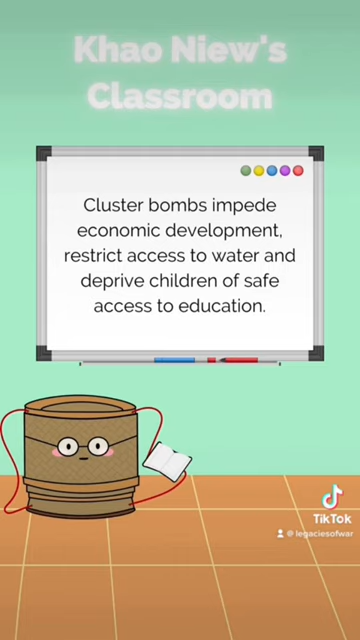 Khao Niew's
Classroom
Cluster bombs impede
economic development,
restrict access to water and
deprive children of safe
access to education.
TikTok
@legaciesofwar